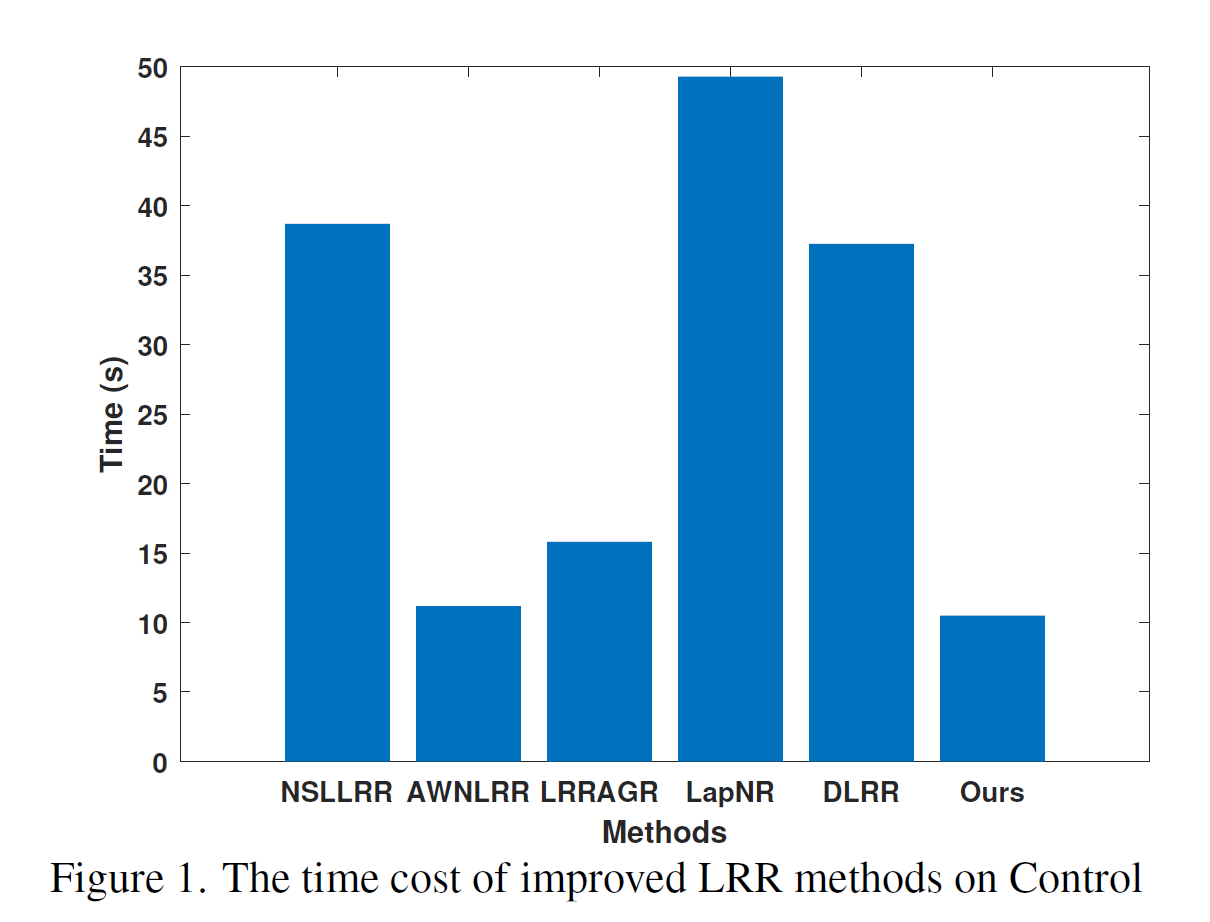 50
45
40
35
30
25
20
15
10
5
0
Time (s)
NSLLRR AWNLRR LRRAGR LapNR DLRR Ours
Methods
Figure 1. The time cost of improved LRR methods on Control